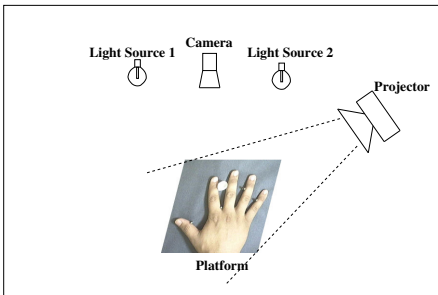 Camera
Light Source 1
Light Source 2
Projector
Platform